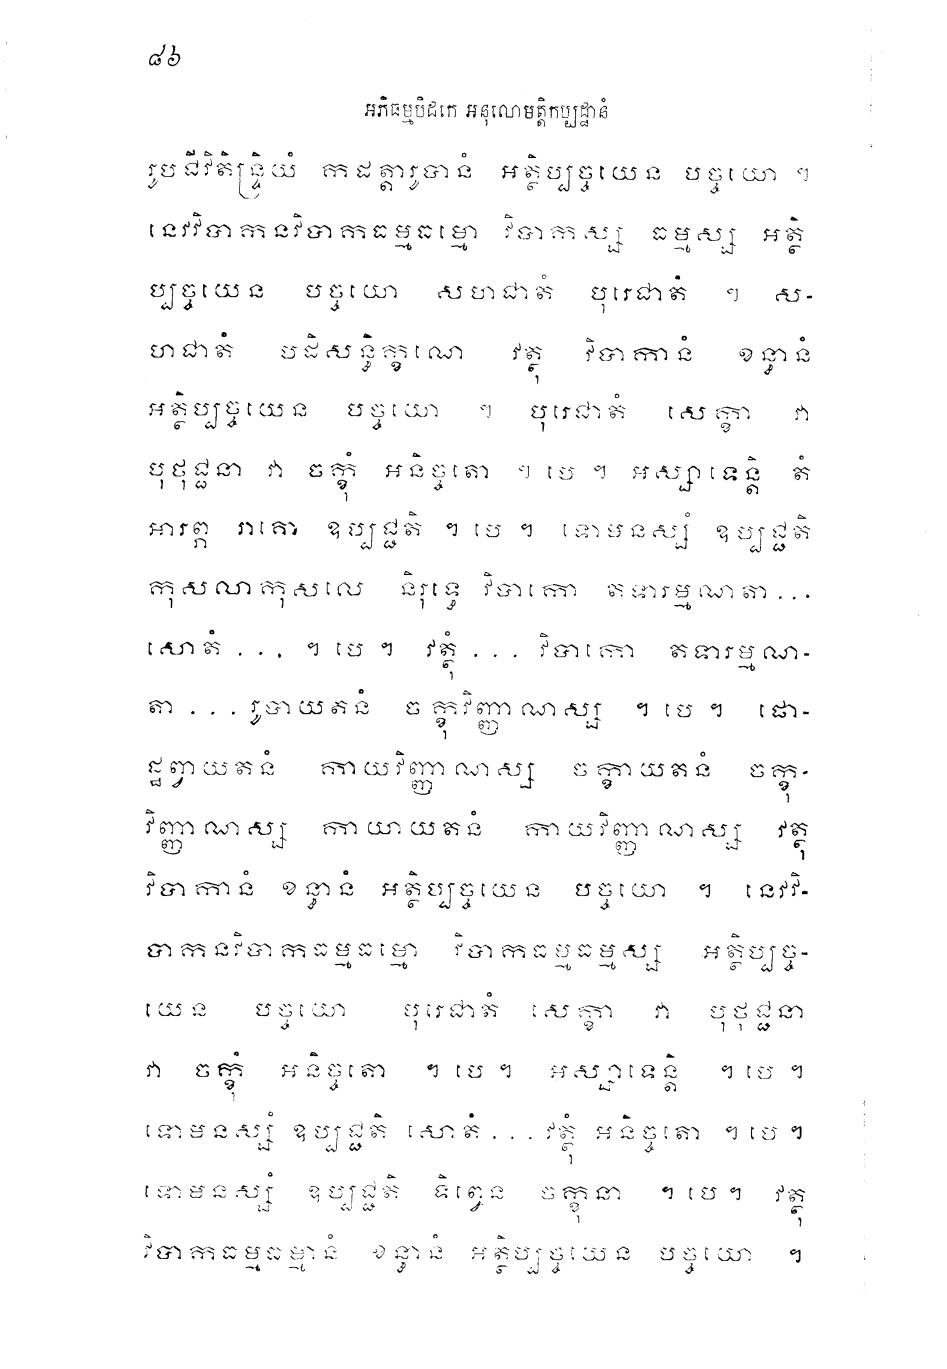 ៨៦
អភិធម្មបិដកេ អនុលោមត្តិកប្បដ្ឋានំ
រូបជីវិតិន្ទ្រិយំ កដត្តារូបានំ អត្ថិប្បច្ចយេន បច្ចយោ ។
នេវវិបាកនវិបាកធម្មធម្មោ វិបាកស្ស ធម្មស្ស អត្ថិ
ប្បច្ចយេន បច្ចយោ សហជាតំ បុរេជាតំ ។ ស-
ហជាតំ បដិសន្ធិក្ខណេ វត្ថុ វិបាកានំ ខន្ធានំ
អត្ថិប្បច្ចយេន បច្ចយោ ។ បុរេជាតំ សេក្ខា វា
បុថុជ្ជនា វា ចក្ខុំ អនិច្ចតោ ។ បេ ។ អស្សាទេន្តិ តំ
អារព្ភ រាគោ ឧប្បជ្ជតិ ។ បេ ។ ទោមនស្សំ ឧប្បជ្ជតិ
កុសលាកុសលេ និរុទ្ធេ វិបាកោ តទារម្មណតា...
សោតំ... ។ បេ ។ វត្ថុំ... វិបាកោ តទារម្មណ-
តា...រូបាយតនំ ចក្ខុវិញ្ញាណស្ស ។ បេ ។ ផោ-
ដ្ឋព្វាយតនំ កាយវិញ្ញាណស្ស ចក្ខាយតនំ ចក្ខុ-
វិញ្ញាណស្ស កាយាយតនំ កាយវិញ្ញាណស្ស វត្ថុ
វិបាកានំ ខន្ធានំ អត្ថិប្បច្ចយេន បច្ចយោ ។ នេវវិ-
បាកនវិបាកធម្មធម្មោ វិបាកធម្មធម្មស្ស អត្ថិប្បច្ច-
យេន បច្ចយោ បុរេជាតំ សេក្ខា វា បុថុជ្ជនា
វា ចក្ខុំ អនិច្ចតោ ។ បេ ។ អស្សាទេន្តិ ។ បេ ។
ទោមនស្សំ ឧប្បជ្ជតិ សោតំ...វត្ថុំ អនិច្ចតោ ។ បេ ។
ទោមនស្សំ ឧប្បជ្ជតិ ទិព្វេន ចក្ខុនា ។ បេ ។ វត្ថុ
វិបាកធម្មធម្មានំ ខន្ធានំ អត្ថិប្បច្ចយេន បច្ចយោ ។